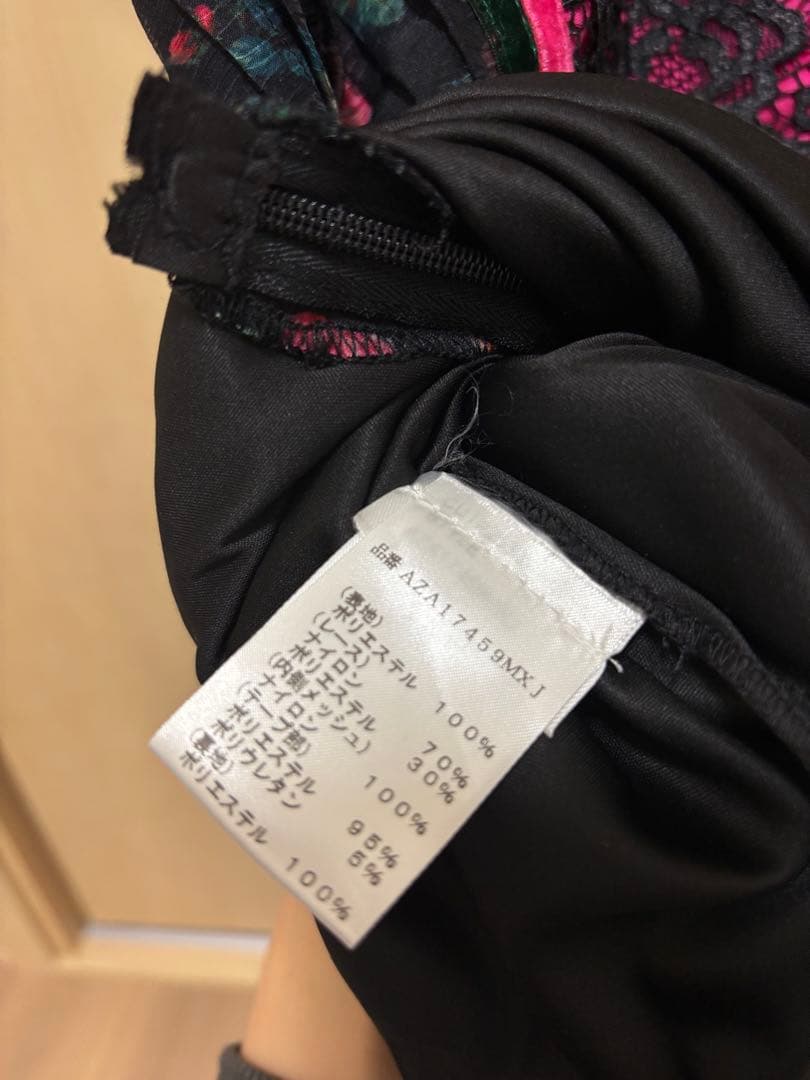 品番 AZA17459MXJ
(表地)
ポリエステル 100%
(レース)
ナイロン 70%
ポリエステル 30%
(内側メッシュ)
ナイロン 100%
(テープ部)
ポリエステル 95%
ポリウレタン 5%
(裏地)
ポリエステル 100%